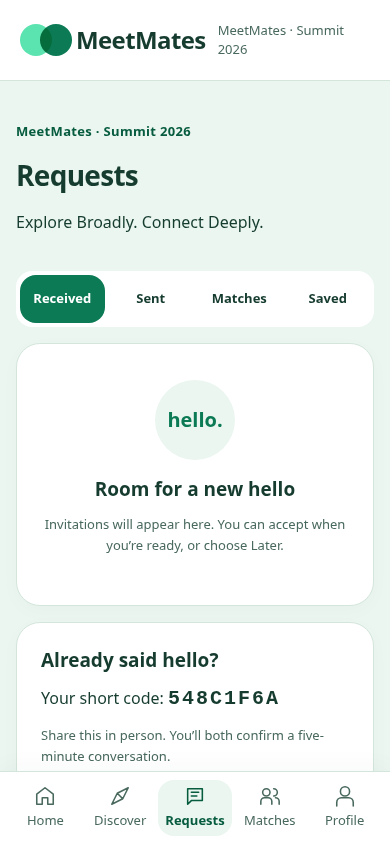 MeetMates
MeetMates · Summit
2026
MeetMates · Summit 2026
Requests
Explore Broadly. Connect Deeply.
Received Sent Matches Saved
hello.
Room for a new hello
Invitations will appear here. You can accept when
you’re ready, or choose Later.
Already said hello?
Your short code: 548C1F6A
Share this in person. You’ll both confirm a five-
minute conversation.
Home Discover Requests Matches Profile